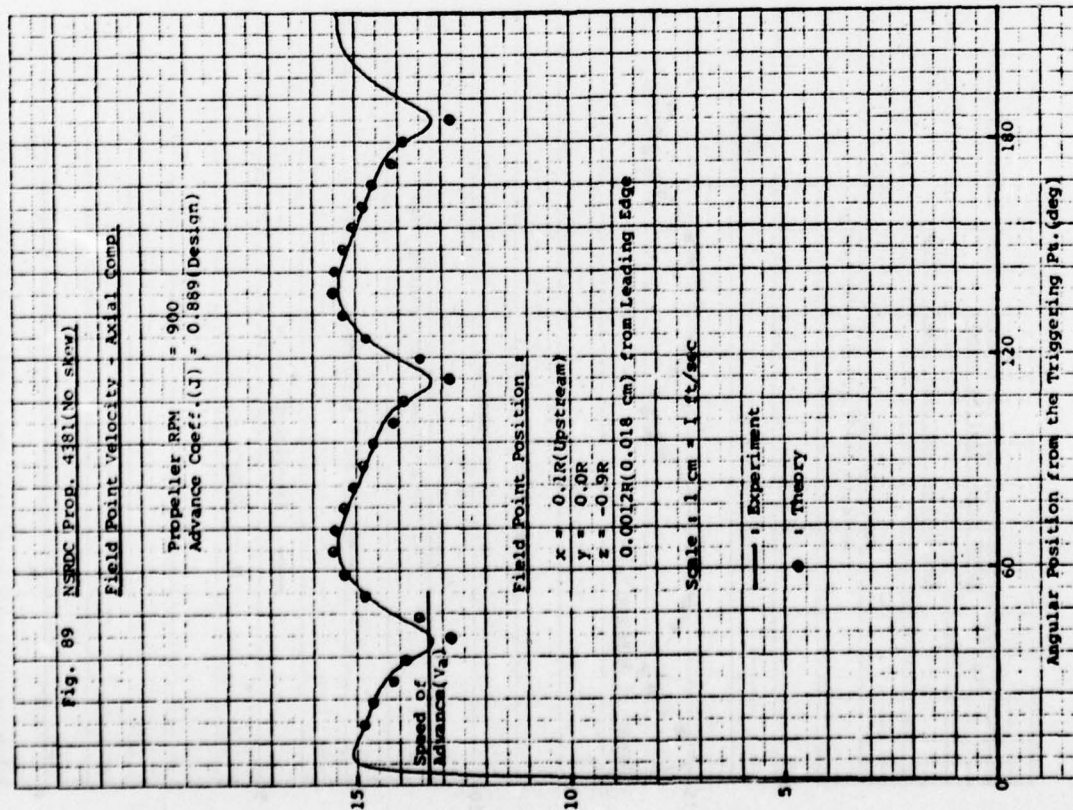 Fig. 89 NSRDC Prop. 4381(No skew)
Field Point Velocity - Axial Comp.
Propeller RPM = 900
Advance Coeff.(J) = 0.889(Design)
Speed of
Advance(Va)
Field Point Position :
x = 0.1R(Upstream)
y = 0.0R
z = -0.9R
0.0012R(0.018 cm) from Leading Edge
Scale : 1 cm = 1 ft/sec
: Experiment
: Theory
15
10
5
0
60
120
180
Angular Position from the Triggering Pt.(deg)